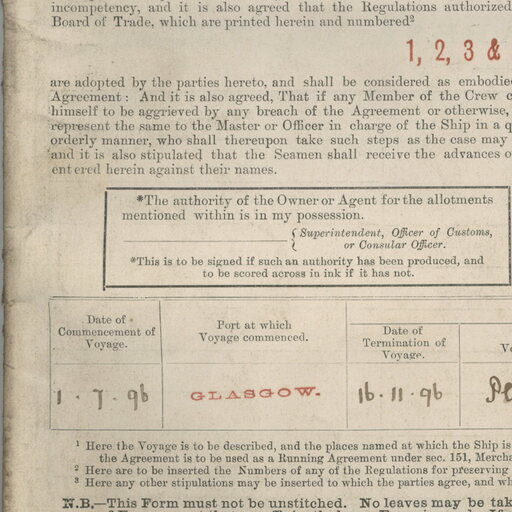 incompetency, and it is also agreed that the Regulations authorized
Board of Trade, which are printed herein and numbered²
1, 2, 3 &
are adopted by the parties hereto, and shall be considered as embodie
Agreement: And it is also agreed, That if any Member of the Crew c
himself to be aggrieved by any breach of the Agreement or otherwise,
represent the same to the Master or Officer in charge of the Ship in a q
orderly manner, who shall thereupon take such steps as the case may
and it is also stipulated that the Seamen shall receive the advances o
entered herein against their names.
*The authority of the Owner or Agent for the allotments
mentioned within is in my possession.
Superintendent, Officer of Customs,
or Consular Officer.
*This is to be signed if such an authority has been produced, and
to be scored across in ink if it has not.
Date of
Commencement of
Voyage.
Port at which
Voyage commenced.
Date of
Termination of
Voyage.
1 . 7 . 96
GLASGOW.
16 . 11 . 96
¹ Here the Voyage is to be described, and the places named at which the Ship is
the Agreement is to be used as a Running Agreement under sec. 151, Mercha
² Here are to be inserted the Numbers of any of the Regulations for preserving
³ Here any other stipulations may be inserted to which the parties agree, and wh
N.B.—This Form must not be unstitched. No leaves may be tak